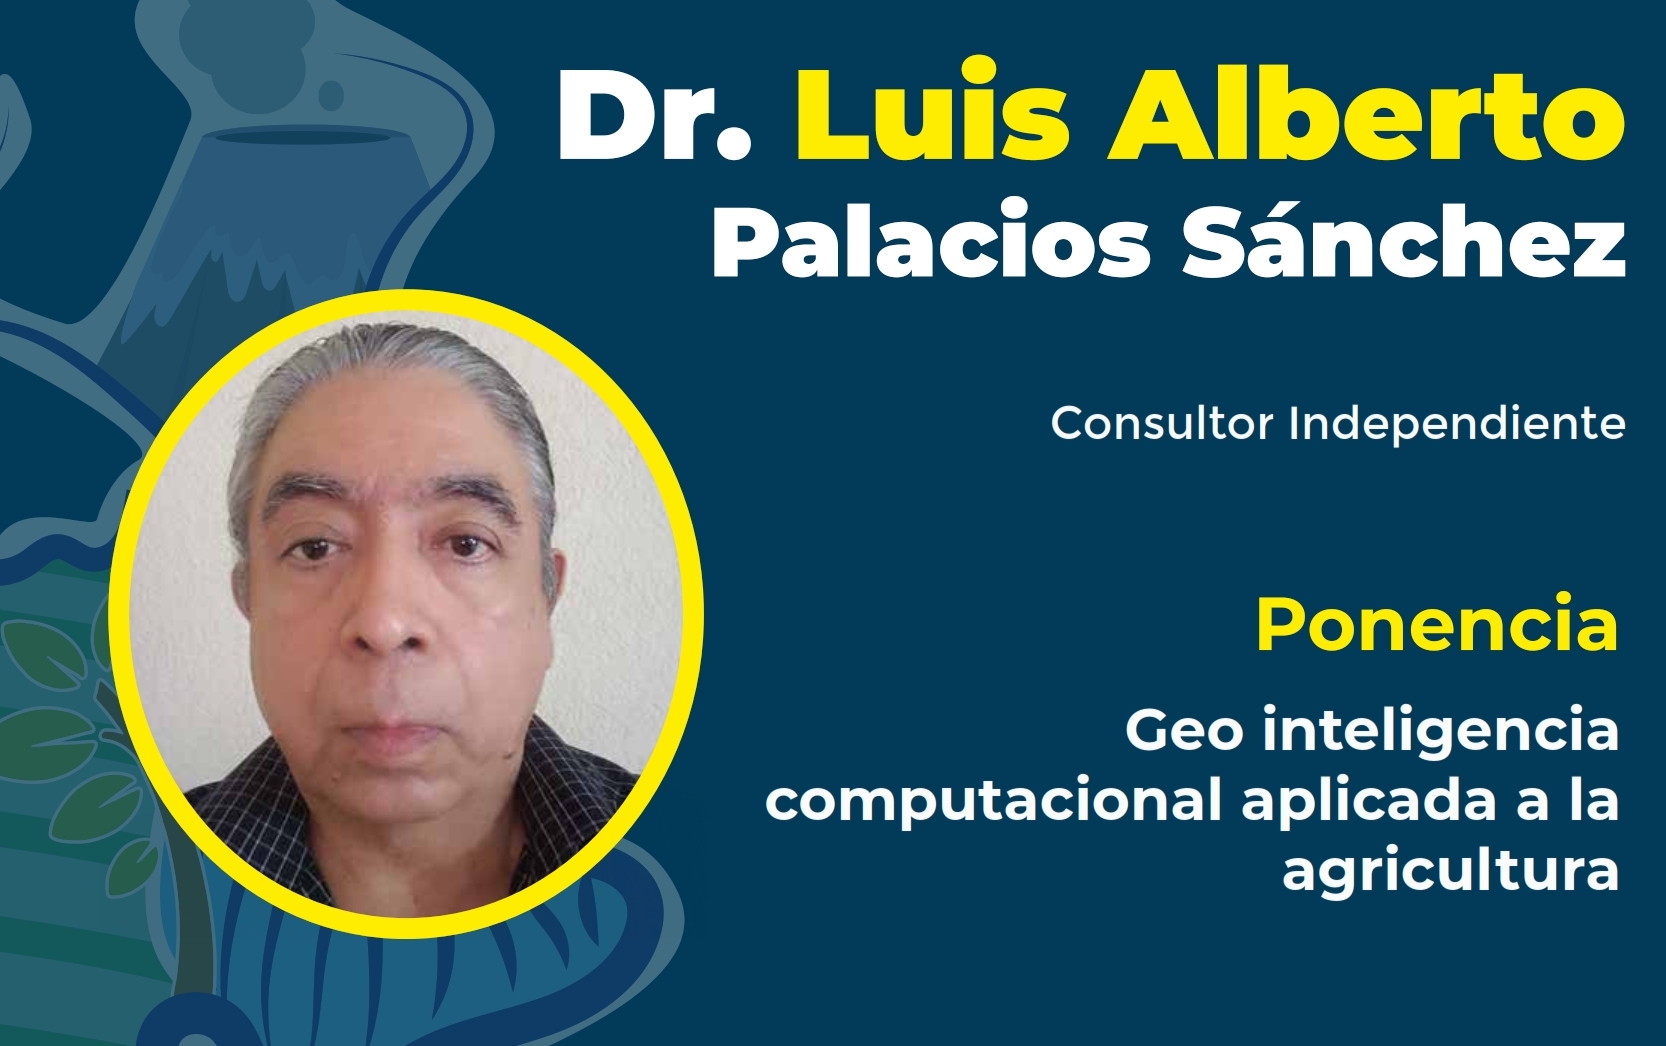 Dr. Luis Alberto
Palacios Sánchez
Consultor Independiente
Ponencia
Geo inteligencia
computacional aplicada a la
agricultura